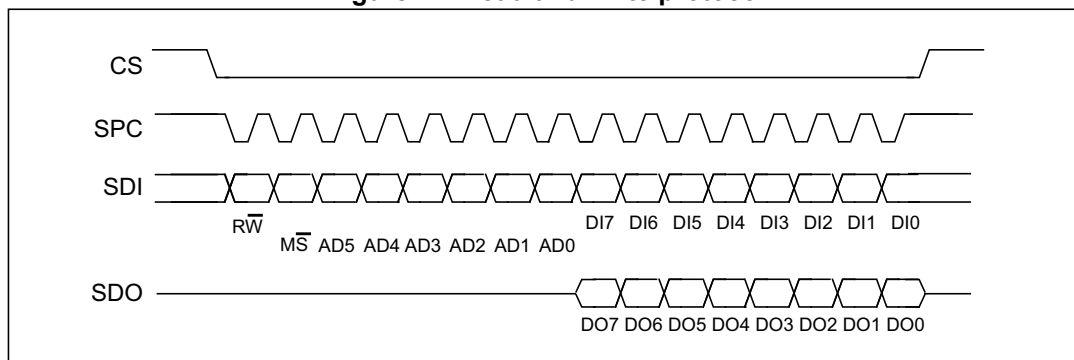 CS
SPC
SDI
RW̅
DI7 DI6 DI5 DI4 DI3 DI2 DI1 DI0
MS̅ AD5 AD4 AD3 AD2 AD1 AD0
SDO
DO7 DO6 DO5 DO4 DO3 DO2 DO1 DO0